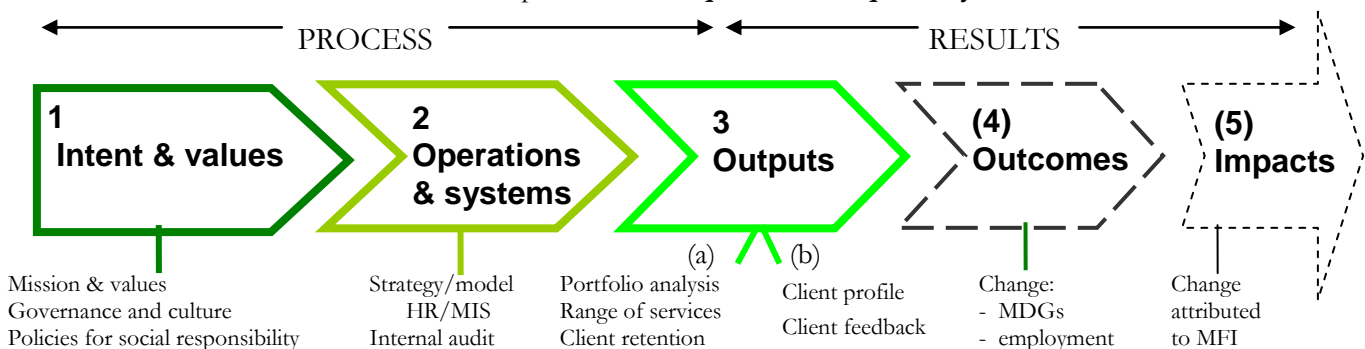 PROCESS
RESULTS
1
Intent & values
2
Operations
& systems
3
Outputs
(4)
Outcomes
(5)
Impacts
(a)
(b)
Mission & values
Governance and culture
Policies for social responsibility
Strategy/model
HR/MIS
Internal audit
Portfolio analysis
Range of services
Client retention
Client profile
Client feedback
Change:
- MDGs
- employment
Change
attributed
to MFI